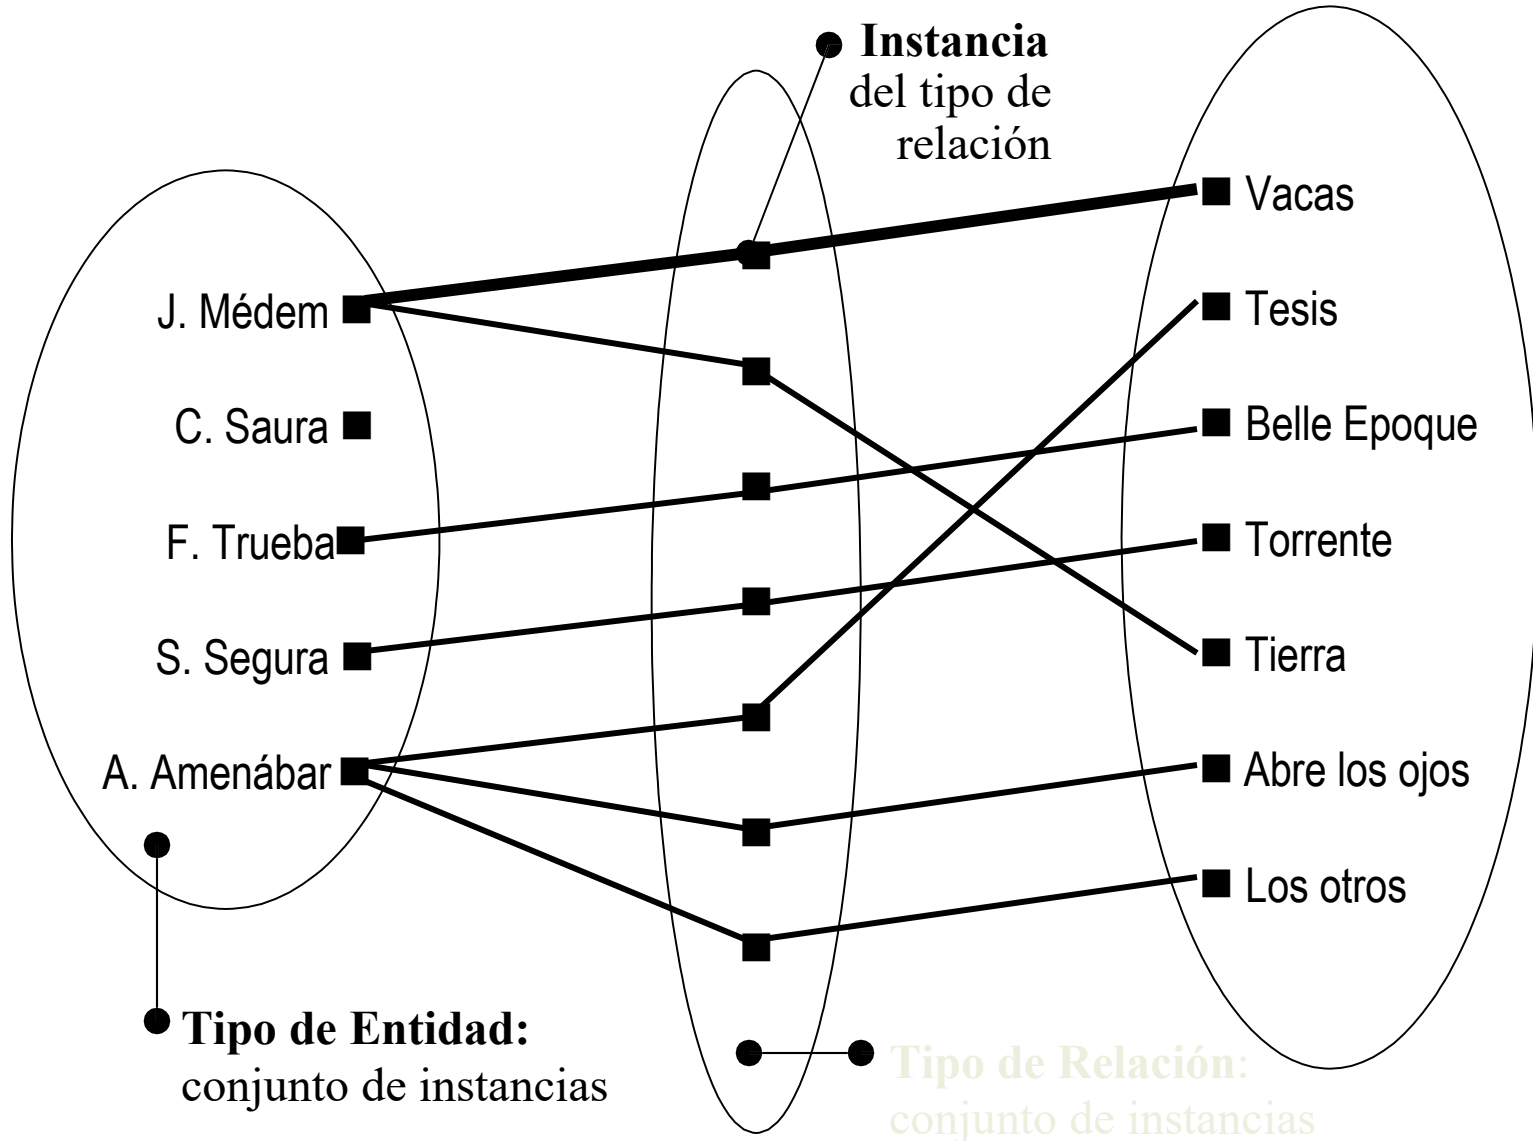 Instancia
del tipo de
relación
J. Médem
C. Saura
F. Trueba
S. Segura
A. Amenábar
Vacas
Tesis
Belle Epoque
Torrente
Tierra
Abre los ojos
Los otros
Tipo de Entidad:
conjunto de instancias
Tipo de Relación:
conjunto de instancias